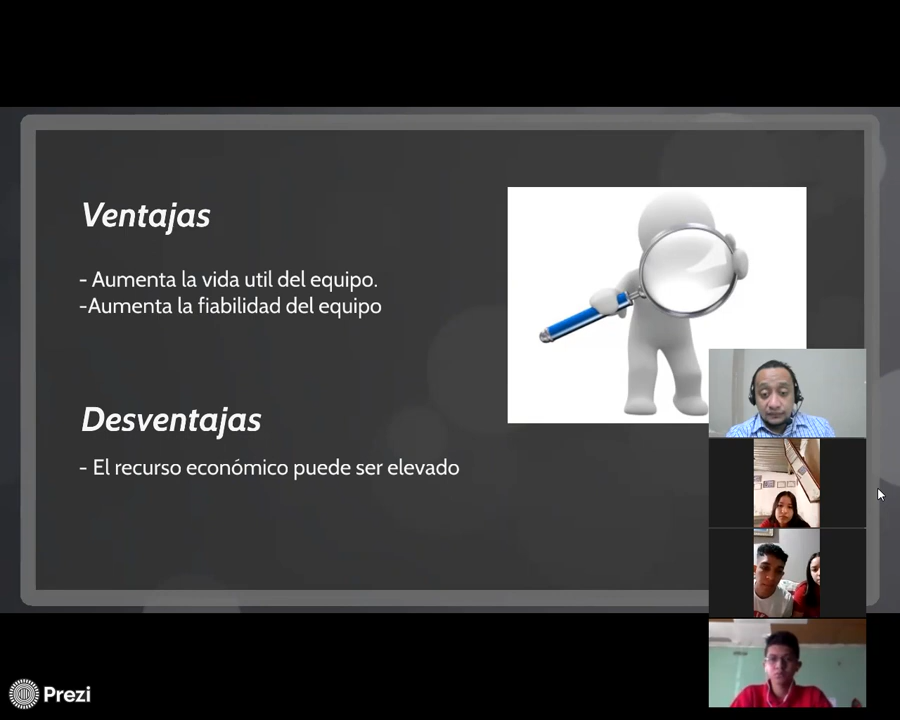 Ventajas
- Aumenta la vida util del equipo.
-Aumenta la fiabilidad del equipo
Desventajas
- El recurso económico puede ser elevado
Prezi